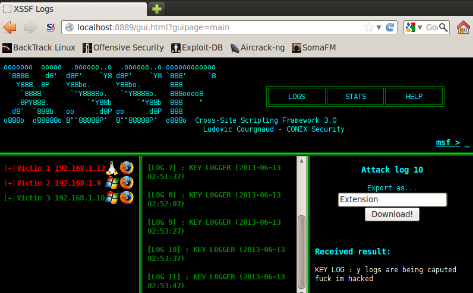 XSSF Logs
localhost:8889/gui.html?guipage=main
Goo
BackTrack Linux Offensive Security Exploit-DB Aircrack-ng SomaFM
LOGS STATS HELP
Cross-Site Scripting Framework 3.0
Ludovic Courgnaud - CONIX Security
msf > _
[+]Victim 1 192.168.1.12
[+]Victim 2 192.168.1.9
[+]Victim 3 192.168.1.10
[LOG 7] : KEY LOGGER (2013-06-13
02:51:37)
[LOG 8] : KEY LOGGER (2013-06-13
02:52:07)
[LOG 9] : KEY LOGGER (2013-06-13
02:53:27)
[LOG 10] : KEY LOGGER (2013-06-13
02:53:37)
[LOG 11] : KEY LOGGER (2013-06-13
02:53:47)
Attack log 10
Export as...
Extension
Download!
Received result:
KEY LOG : y logs are being caputed
fuck im hacked